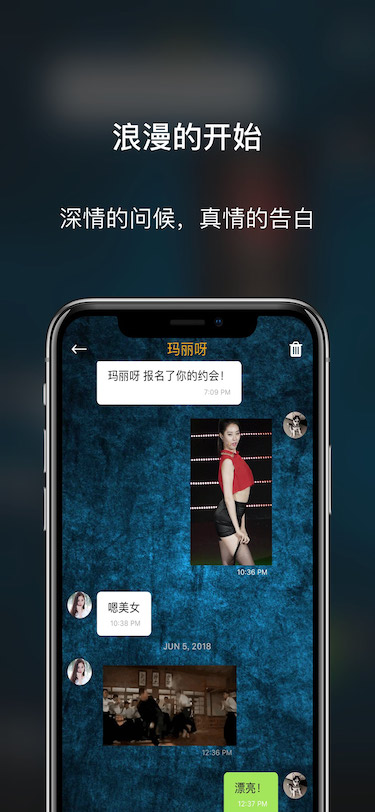 浪漫的开始
深情的问候，真情的告白
玛丽呀
玛丽呀 报名了你的约会！
7:09 PM
10:36 PM
嗯美女
10:38 PM
JUN 5, 2018
12:36 PM
漂亮！
12:37 PM